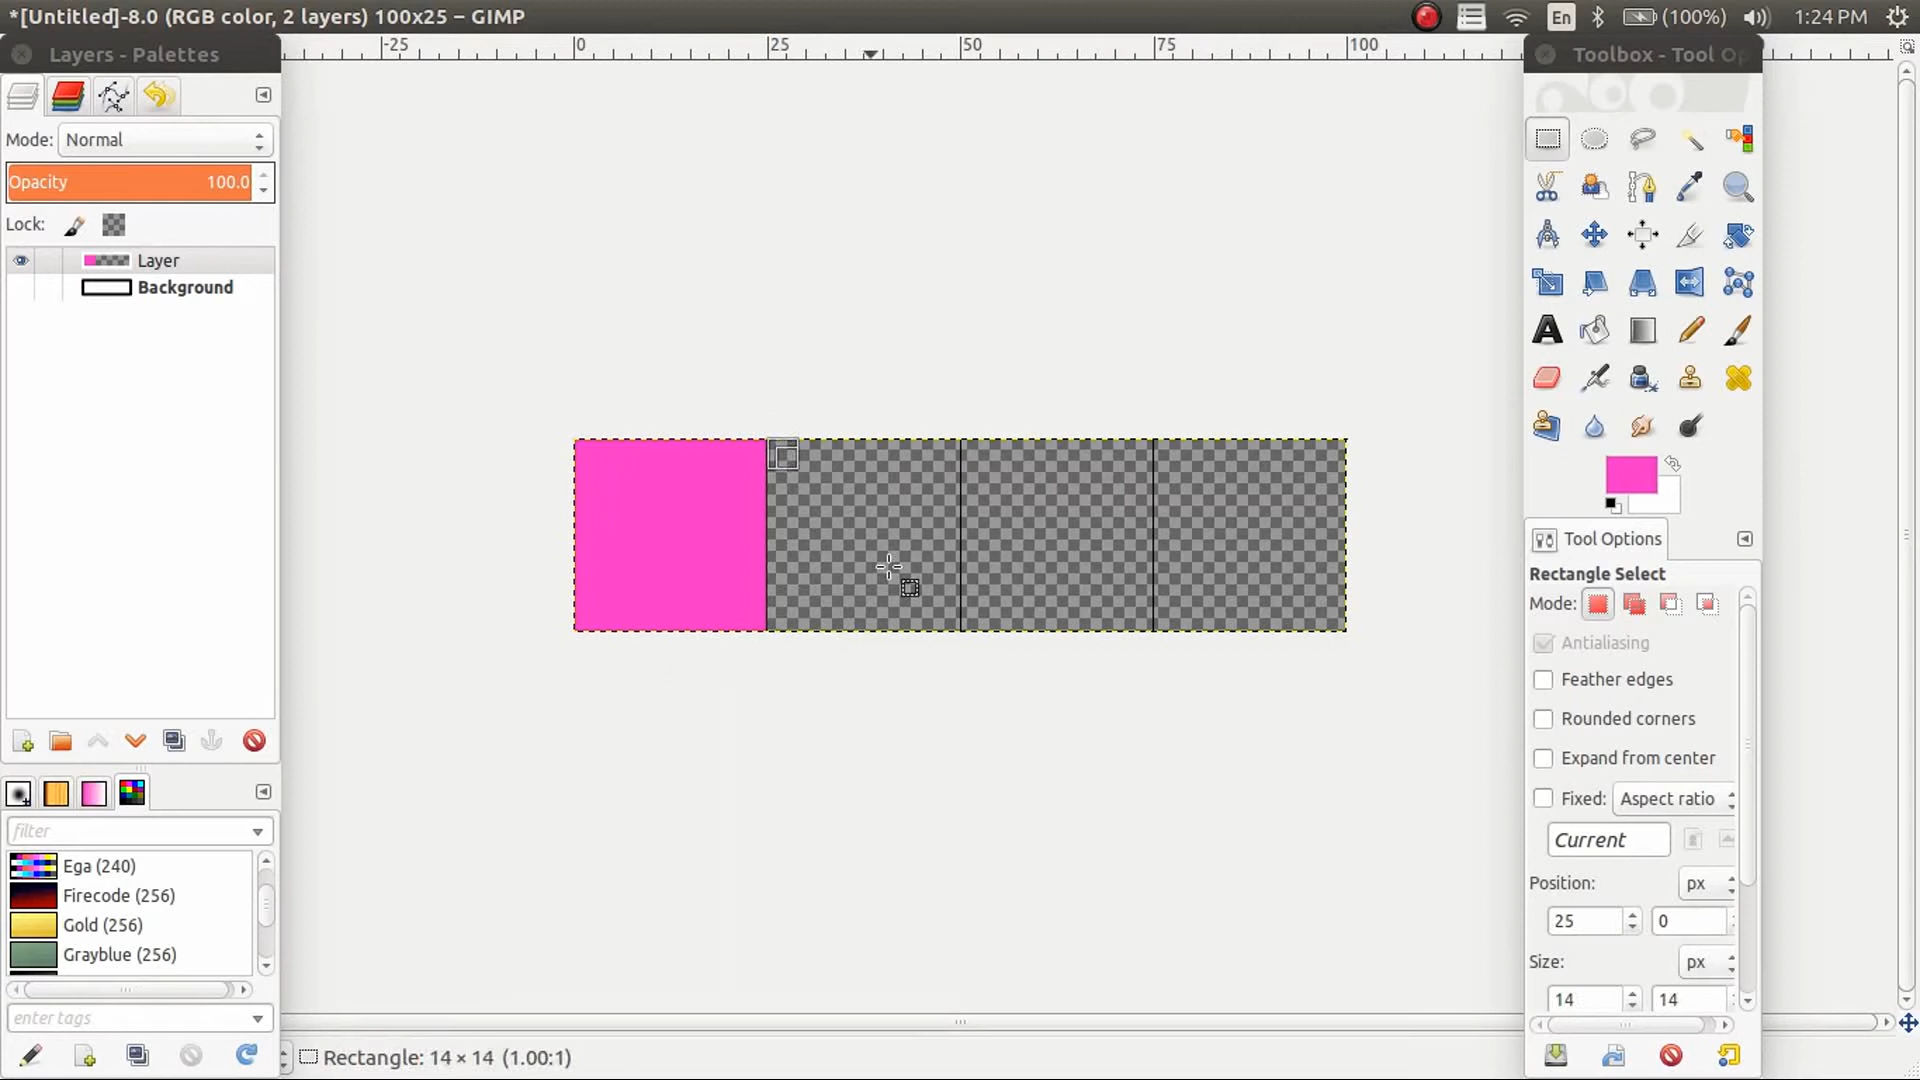 *[Untitled]-8.0 (RGB color, 2 layers) 100x25 – GIMP
En
(100%)
1:24 PM
Layers - Palettes
-25
0
25
50
75
100
Toolbox - Tool Op
Mode: Normal
Opacity 100.0
Lock:
Layer
Background
filter
Ega (240)
Firecode (256)
Gold (256)
Grayblue (256)
enter tags
Rectangle: 14 × 14 (1.00:1)
Tool Options
Rectangle Select
Mode:
Antialiasing
Feather edges
Rounded corners
Expand from center
Fixed: Aspect ratio
Current
Position: px
25 0
Size: px
14 14